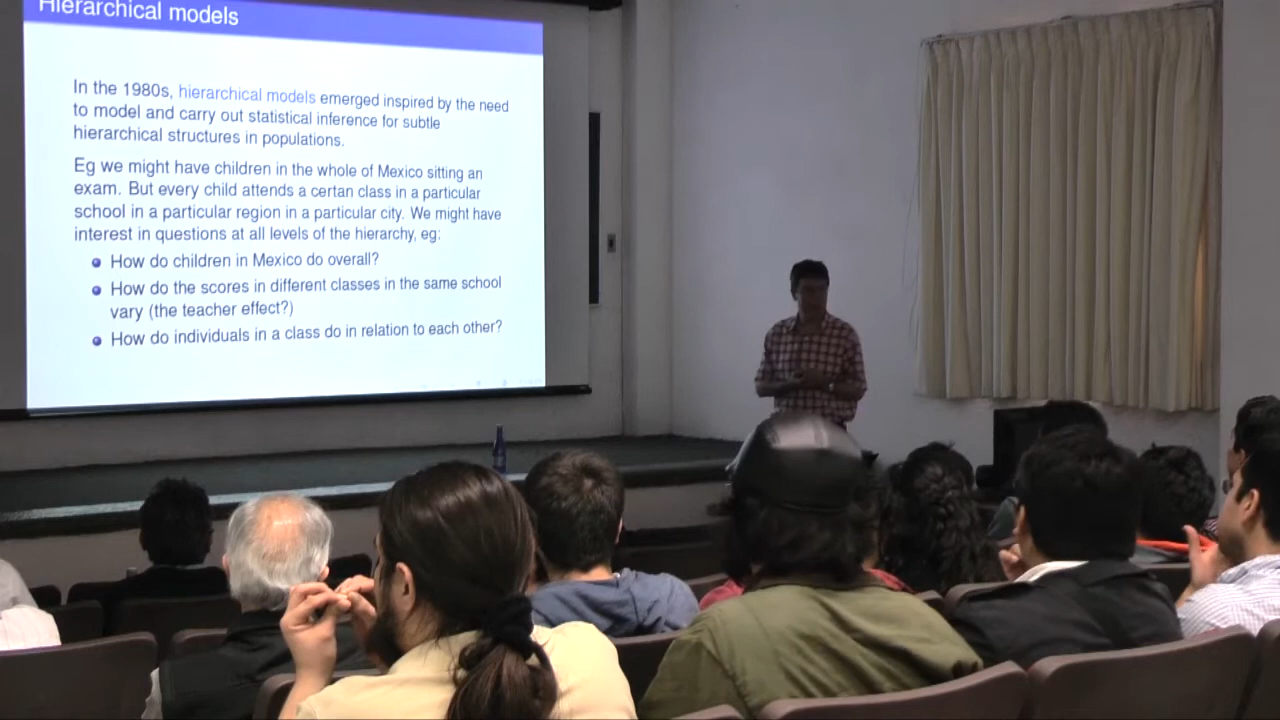 Hierarchical models
In the 1980s, hierarchical models emerged inspired by the need
to model and carry out statistical inference for subtle
hierarchical structures in populations.
Eg we might have children in the whole of Mexico sitting an
exam. But every child attends a certan class in a particular
school in a particular region in a particular city. We might have
interest in questions at all levels of the hierarchy, eg:
How do children in Mexico do overall?
How do the scores in different classes in the same school
vary (the teacher effect?)
How do individuals in a class do in relation to each other?